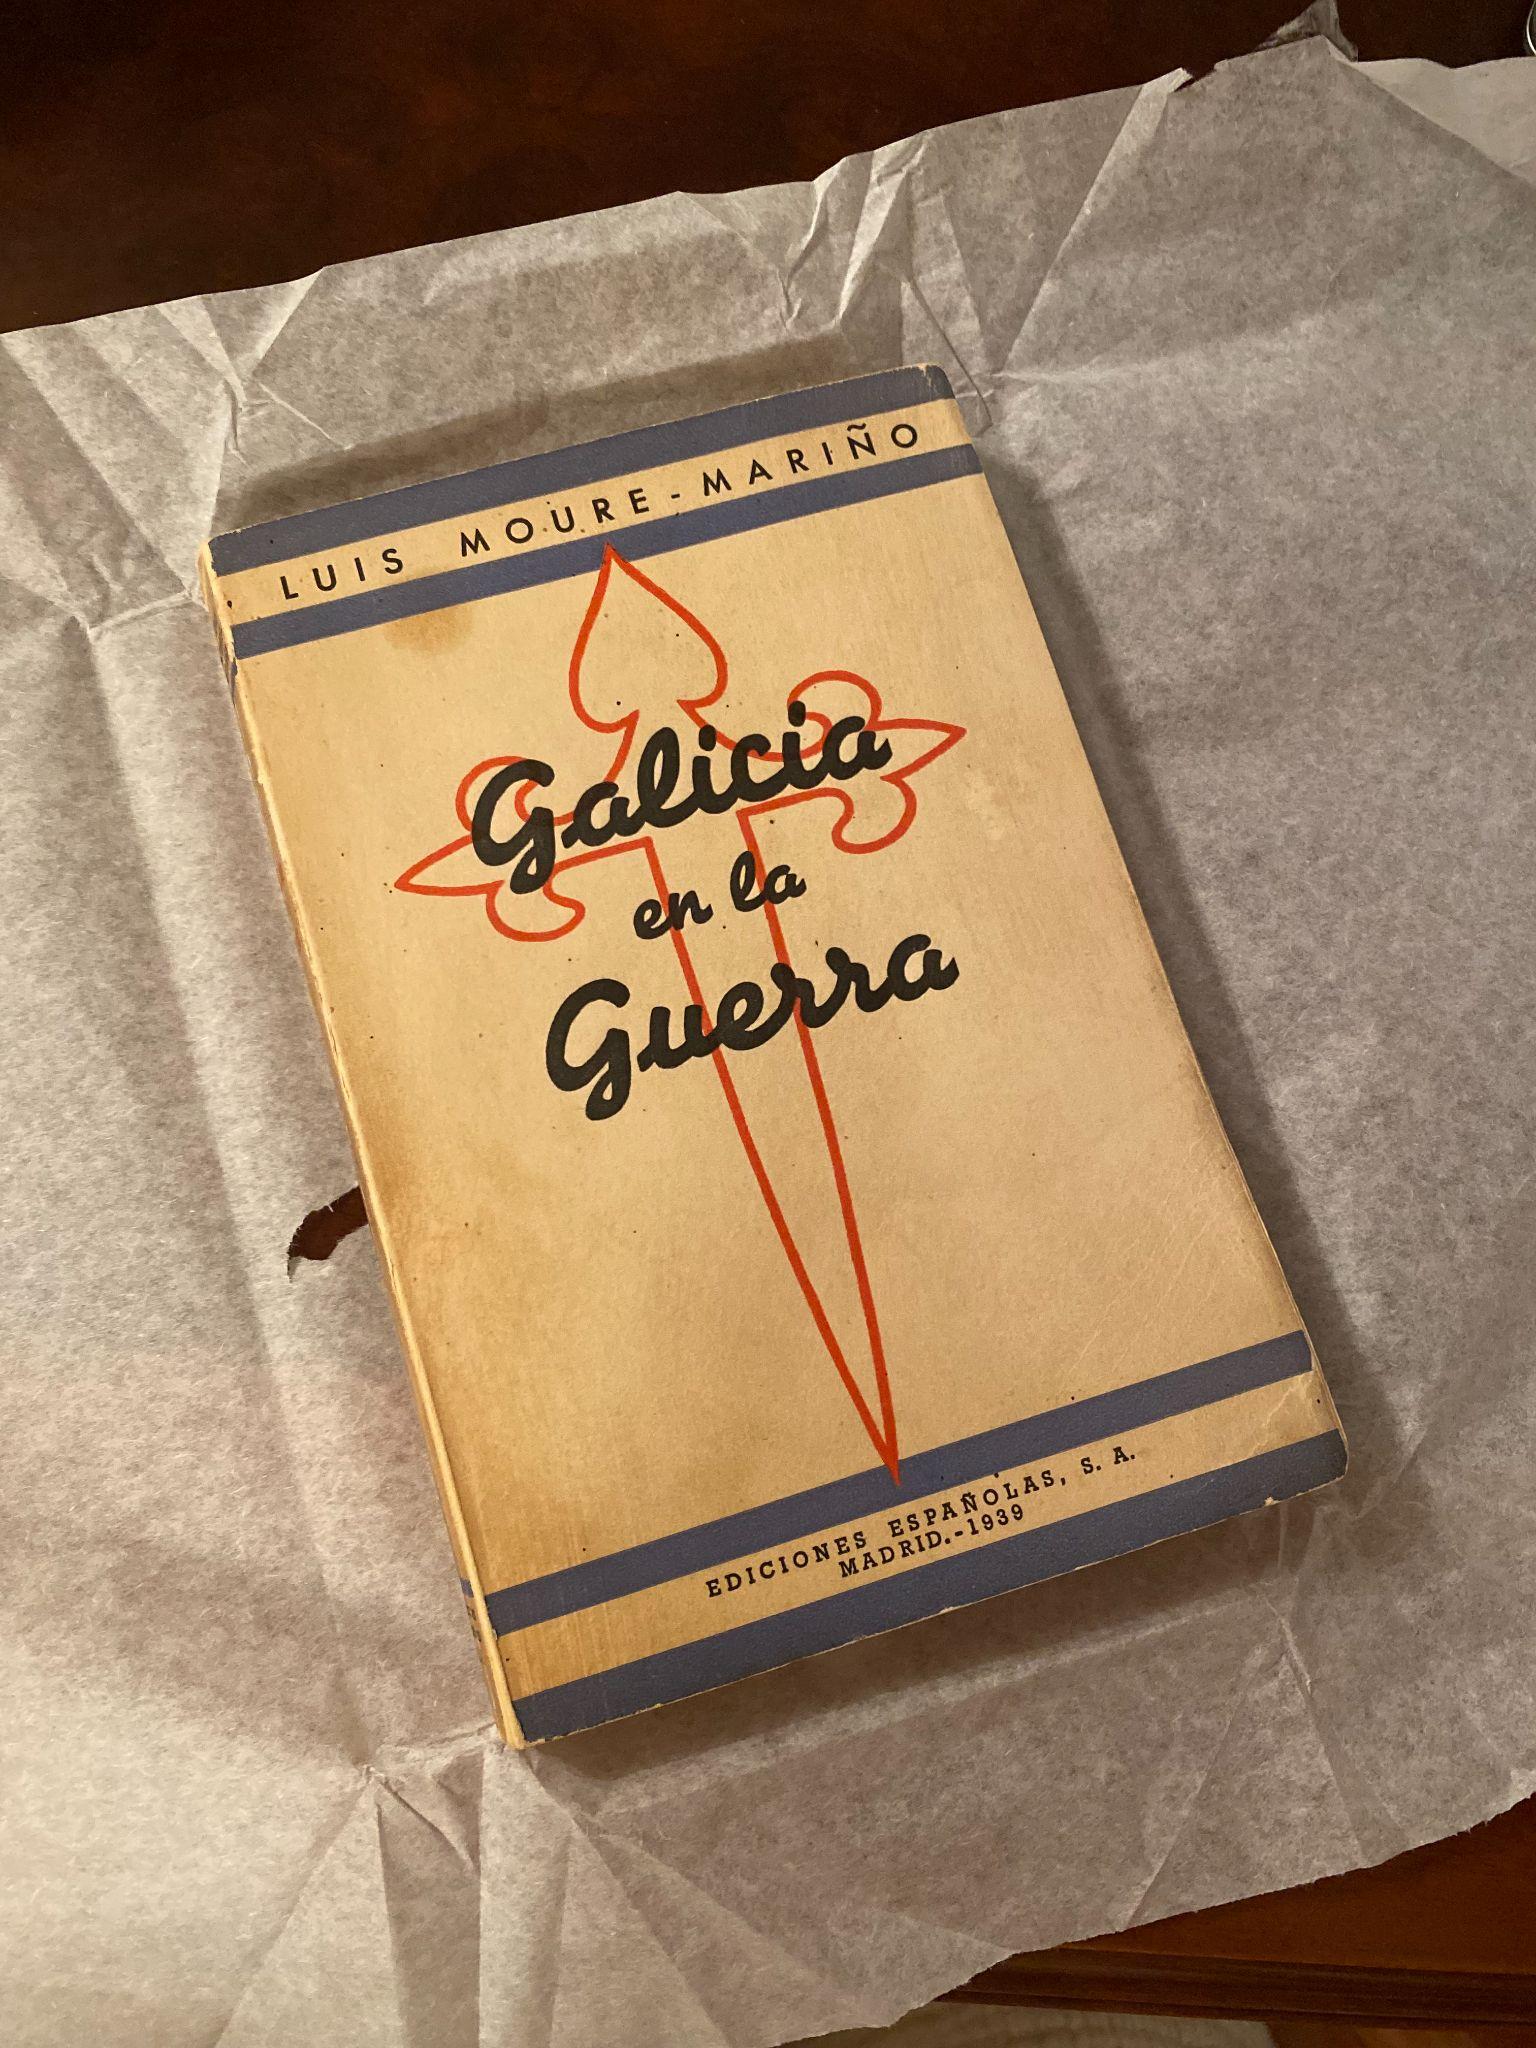 LUIS MOURE-MARIÑO
Galicia
en la
Guerra
EDICIONES ESPAÑOLAS, S. A.
MADRID.-1939